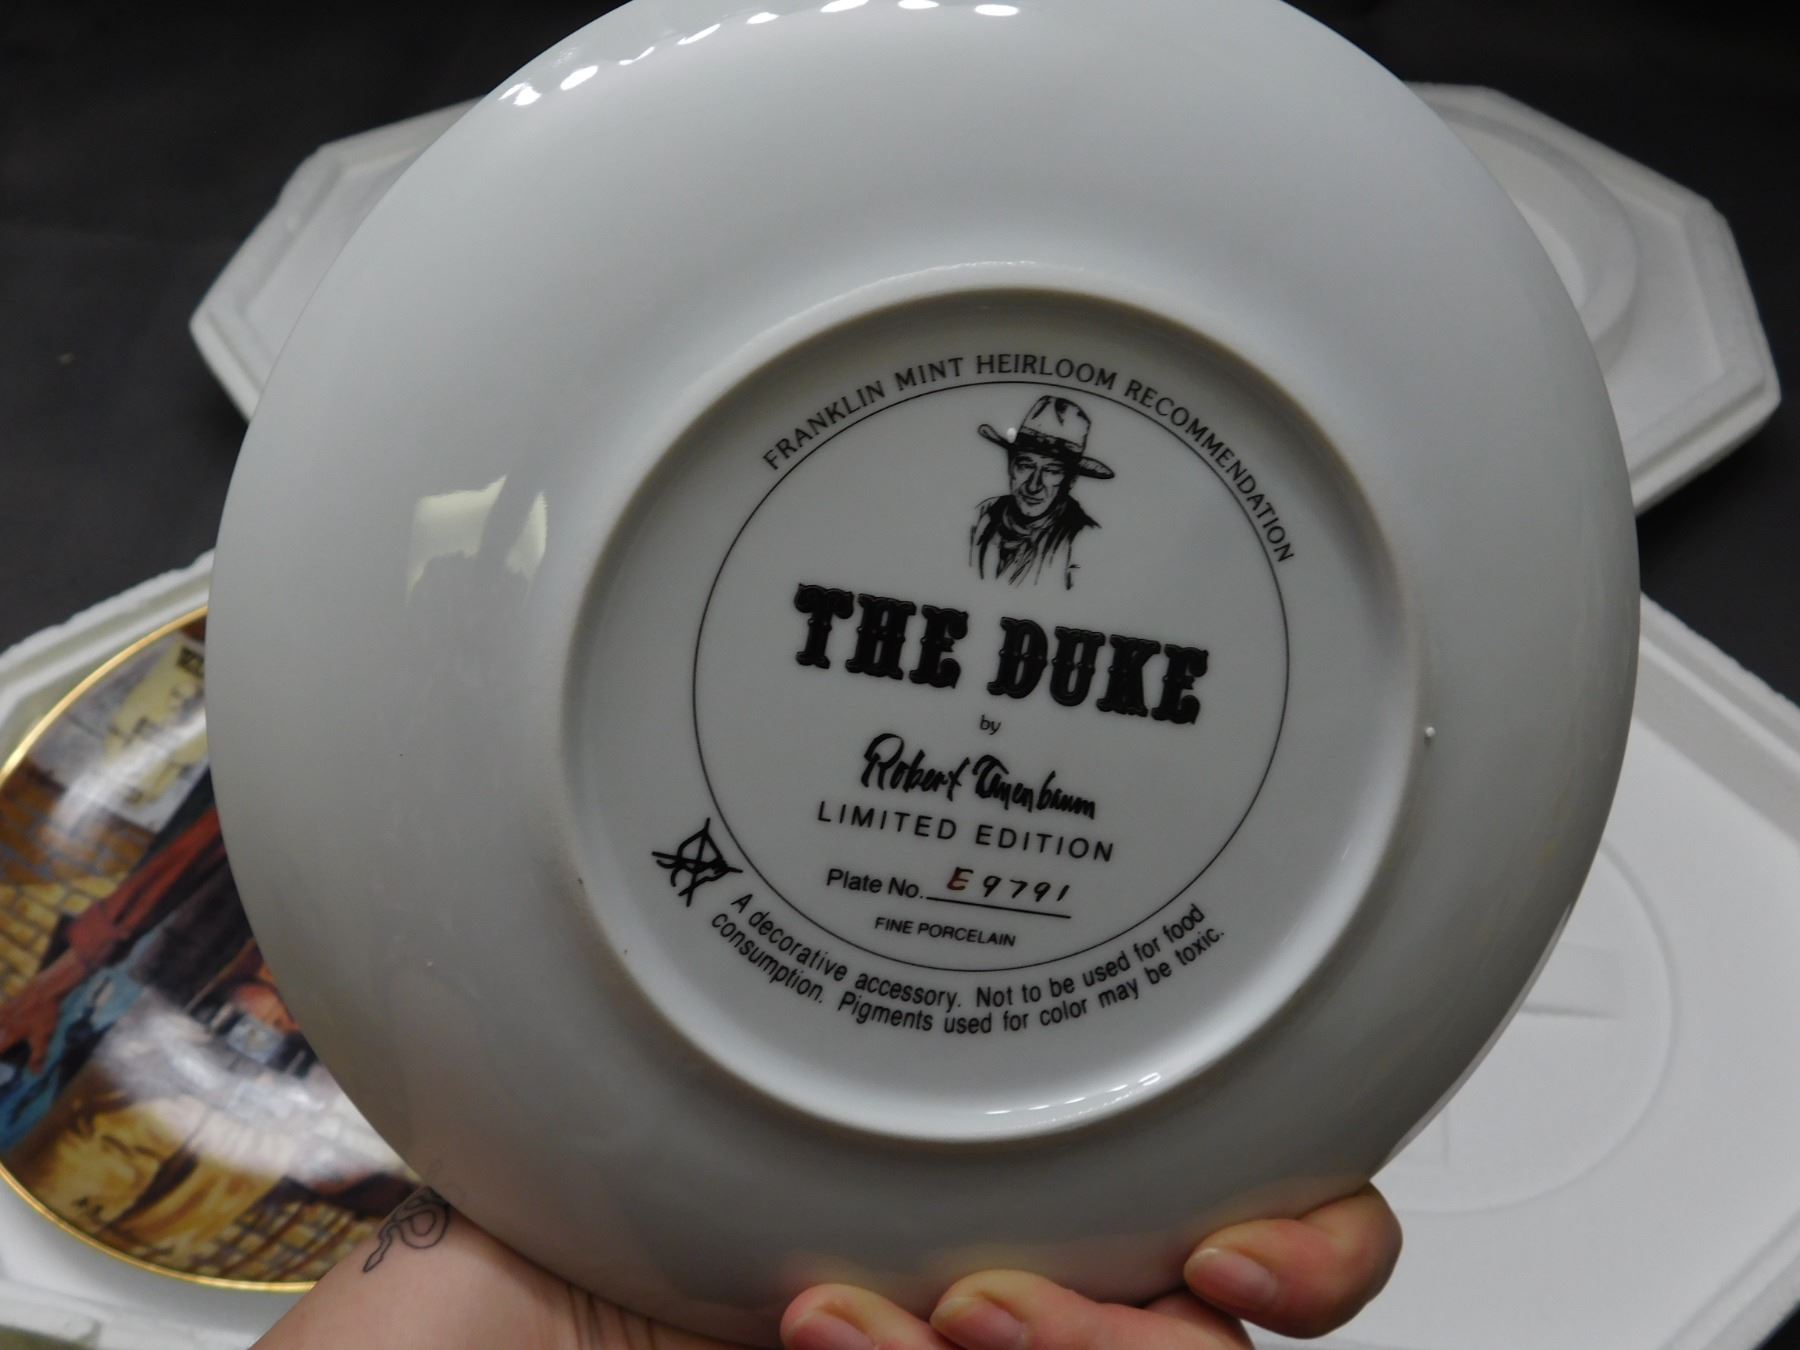 FRANKLIN MINT HEIRLOOM RECOMMENDATION
THE DUKE
by
Robert Tanenbaum
LIMITED EDITION
Plate No. E9791
FINE PORCELAIN
A decorative accessory. Not to be used for food
consumption. Pigments used for color may be toxic.